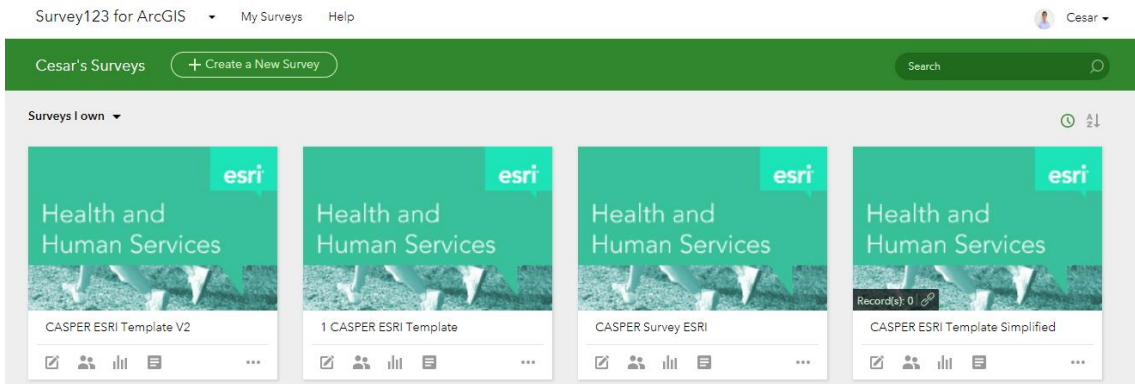 Survey123 for ArcGIS My Surveys Help Cesar
Cesar's Surveys + Create a New Survey Search
Surveys I own
esri esri esri esri
Health and Health and Health and Health and
Human Services Human Services Human Services Human Services
Record(s): 0
CASPER ESRI Template V2 1 CASPER ESRI Template CASPER Survey ESRI CASPER ESRI Template Simplified